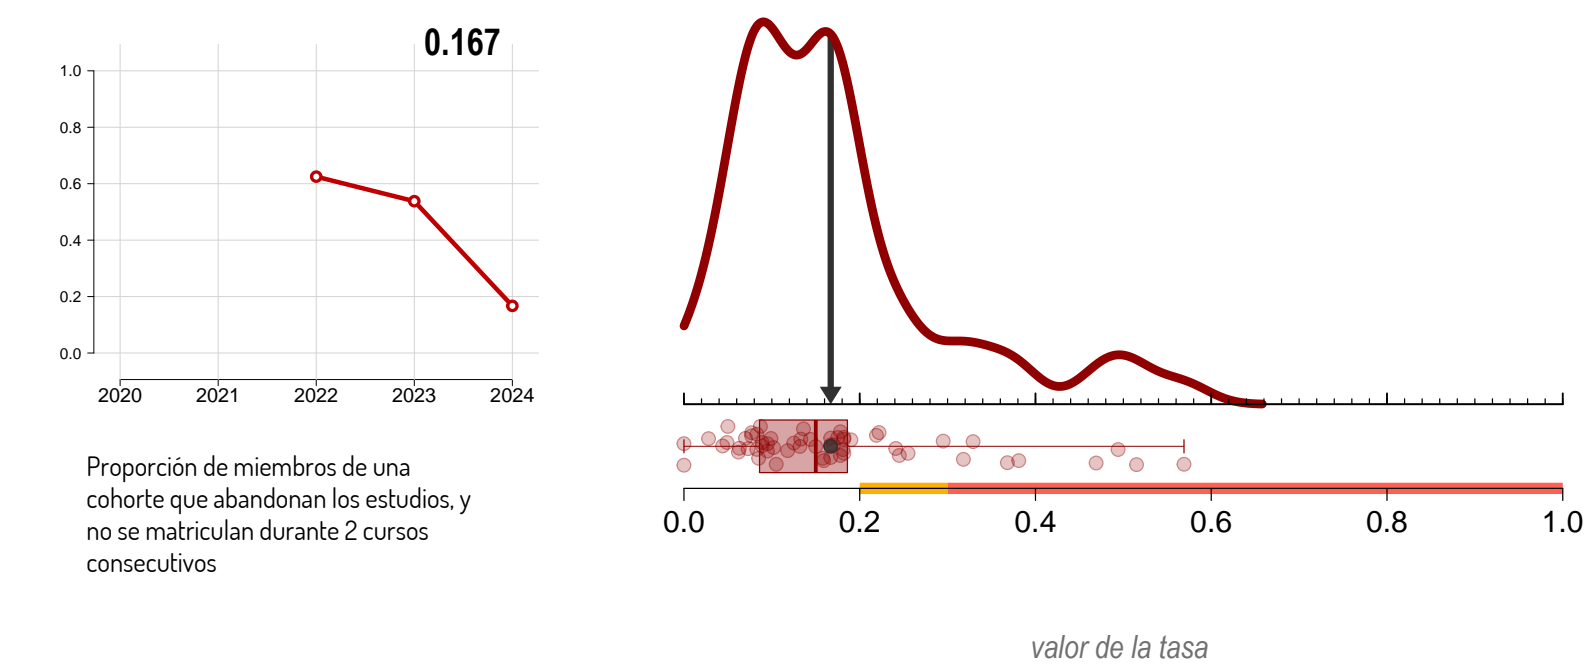 0.167
1.0
0.8
0.6
0.4
0.2
0.0
2020 2021 2022 2023 2024
Proporción de miembros de una
cohorte que abandonan los estudios, y
no se matriculan durante 2 cursos
consecutivos
0.0 0.2 0.4 0.6 0.8 1.0
valor de la tasa